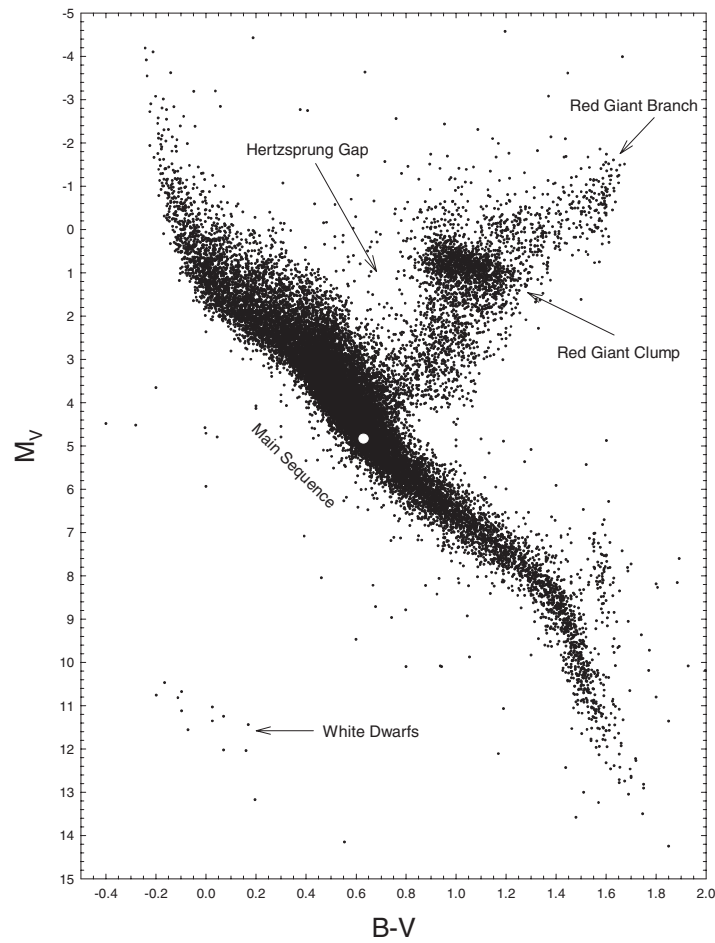 -5
-4
-3
-2
-1
0
1
2
3
4
5
6
7
8
9
10
11
12
13
14
15
M_V
Red Giant Branch
Hertzsprung Gap
Red Giant Clump
Main Sequence
White Dwarfs
-0.4 -0.2 0.0 0.2 0.4 0.6 0.8 1.0 1.2 1.4 1.6 1.8 2.0
B-V